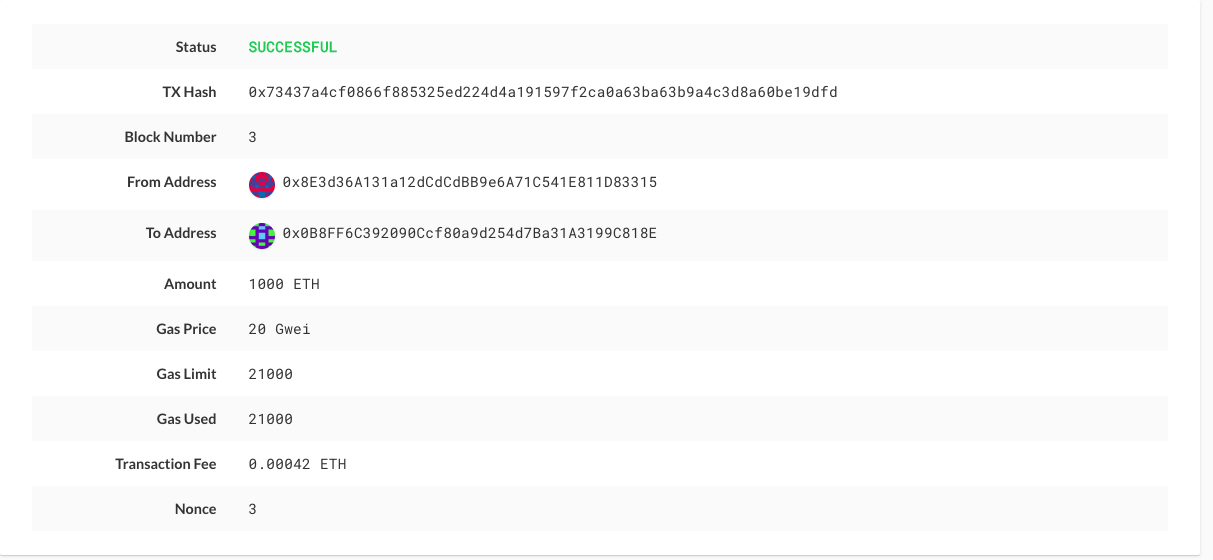 Status SUCCESSFUL
TX Hash 0x73437a4cf0866f885325ed224d4a191597f2ca0a63ba63b9a4c3d8a60be19dfd
Block Number 3
From Address 0x8E3d36A131a12dCdCdBB9e6A71C541E811D83315
To Address 0x0B8FF6C392090Ccf80a9d254d7Ba31A3199C818E
Amount 1000 ETH
Gas Price 20 Gwei
Gas Limit 21000
Gas Used 21000
Transaction Fee 0.00042 ETH
Nonce 3